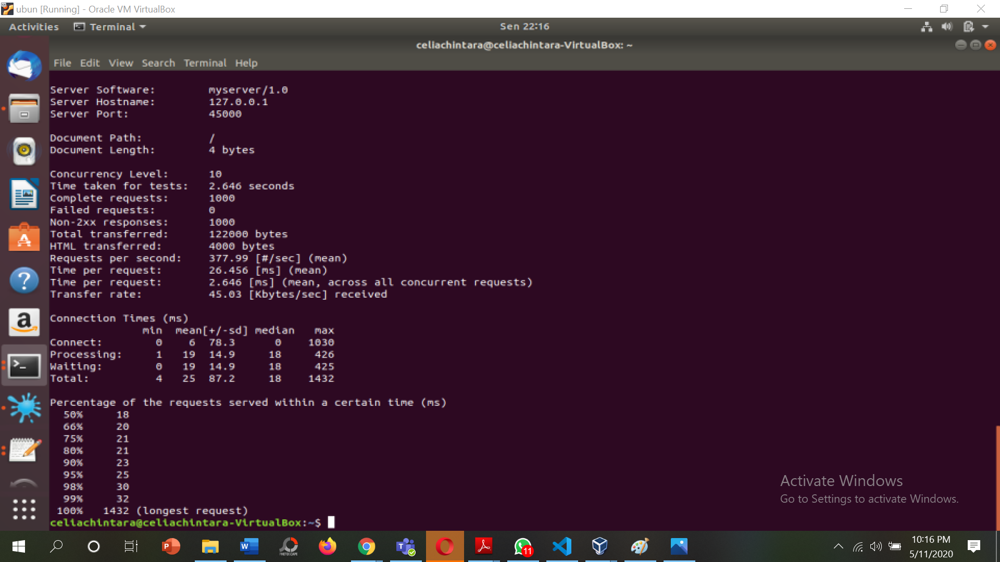 ubun [Running] - Oracle VM VirtualBox
Activities Terminal Sen 22:16
celiachintara@celiachintara-VirtualBox: ~
File Edit View Search Terminal Help
Server Software: myserver/1.0
Server Hostname: 127.0.0.1
Server Port: 45000
Document Path: /
Document Length: 4 bytes
Concurrency Level: 10
Time taken for tests: 2.646 seconds
Complete requests: 1000
Failed requests: 0
Non-2xx responses: 1000
Total transferred: 122000 bytes
HTML transferred: 4000 bytes
Requests per second: 377.99 [#/sec] (mean)
Time per request: 26.456 [ms] (mean)
Time per request: 2.646 [ms] (mean, across all concurrent requests)
Transfer rate: 45.03 [Kbytes/sec] received
Connection Times (ms)
min mean[+/-sd] median max
Connect: 0 6 78.3 0 1030
Processing: 1 19 14.9 18 426
Waiting: 0 19 14.9 18 425
Total: 4 25 87.2 18 1432
Percentage of the requests served within a certain time (ms)
50% 18
66% 20
75% 21
80% 21
90% 23
95% 25
98% 30
99% 32
100% 1432 (longest request)
celiachintara@celiachintara-VirtualBox:~$
Activate Windows
Go to Settings to activate Windows.
PHOTOSCAPE
11
10:16 PM
5/11/2020